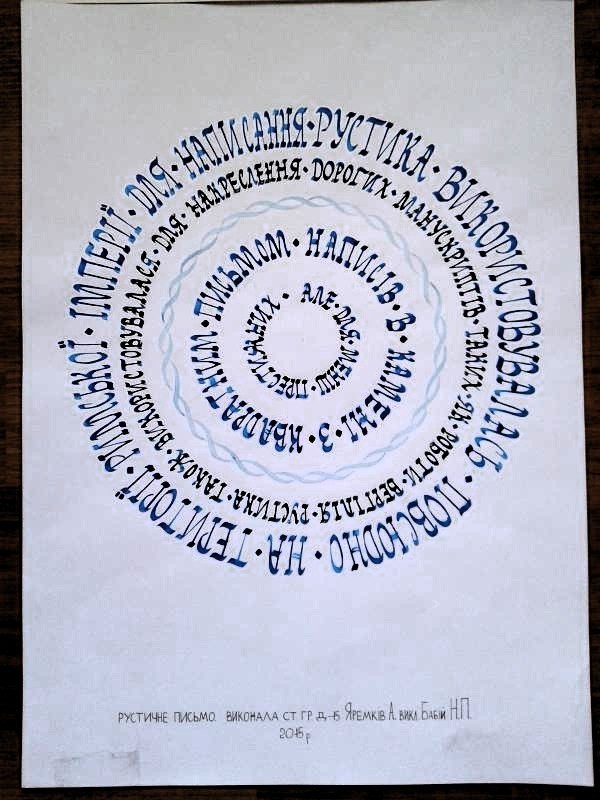 РУСТИКА · ВИКОРИСТОВУВАЛАСЬ · ПОВСЮДНО · НА · ТЕРИТОРІЇ · РИМСЬКОЇ · ІМПЕРІЇ · ДЛЯ · НАПИСАННЯ ·
ДОРОГИХ · МАНУСКРИПТІВ · ТАКИХ · ЯК · РОБОТИ · ВЕРГІЛІЯ · РУСТИКА · ТАКОЖ · ВИКОРИСТОВУВАЛАСЯ · ДЛЯ · НАКРЕСЛЕННЯ ·
НАПИСІВ · В · КАМЕНІ · З · КВАДРАТНИМ · ПИСЬМОМ ·
АЛЕ · ДЛЯ · МЕНШ · ПРЕСТИЖНИХ ·
РУСТИЧНЕ ПИСЬМО. ВИКОНАЛА СТ. ГР. Д-15 ЯРЕМКІВ А. ВИКЛ. БАБІЙ Н.П.
2015 р